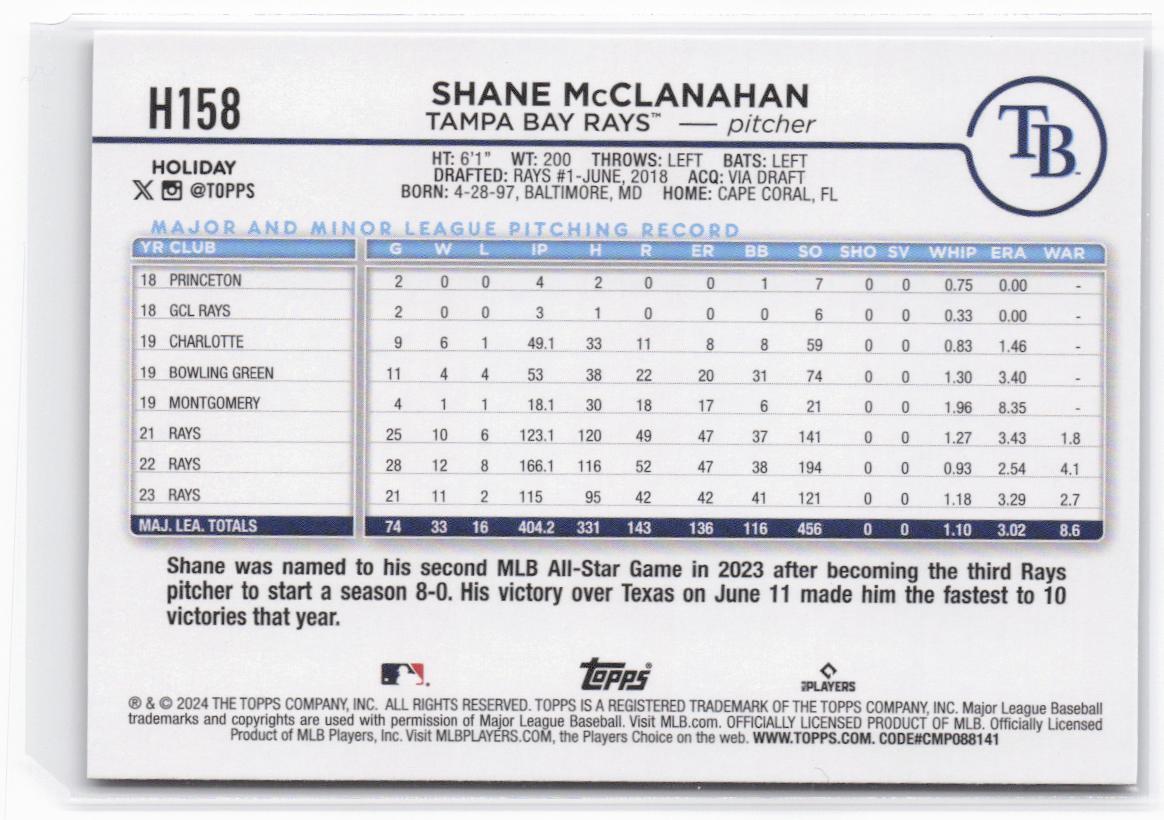 H158
SHANE McCLANAHAN
TAMPA BAY RAYS™ — pitcher
TB
HOLIDAY
@TOPPS
HT: 6'1" WT: 200 THROWS: LEFT BATS: LEFT
DRAFTED: RAYS #1-JUNE, 2018 ACQ: VIA DRAFT
BORN: 4-28-97, BALTIMORE, MD HOME: CAPE CORAL, FL
MAJOR AND MINOR LEAGUE PITCHING RECORD
YR CLUB G W L IP H R ER BB SO SHO SV WHIP ERA WAR
18 PRINCETON 2 0 0 4 2 0 0 1 7 0 0 0.75 0.00 -
18 GCL RAYS 2 0 0 3 1 0 0 0 6 0 0 0.33 0.00 -
19 CHARLOTTE 9 6 1 49.1 33 11 8 8 59 0 0 0.83 1.46 -
19 BOWLING GREEN 11 4 4 53 38 22 20 31 74 0 0 1.30 3.40 -
19 MONTGOMERY 4 1 1 18.1 30 18 17 6 21 0 0 1.96 8.35 -
21 RAYS 25 10 6 123.1 120 49 47 37 141 0 0 1.27 3.43 1.8
22 RAYS 28 12 8 166.1 116 52 47 38 194 0 0 0.93 2.54 4.1
23 RAYS 21 11 2 115 95 42 42 41 121 0 0 1.18 3.29 2.7
MAJ. LEA. TOTALS 74 33 16 404.2 331 143 136 116 456 0 0 1.10 3.02 8.6
Shane was named to his second MLB All-Star Game in 2023 after becoming the third Rays
pitcher to start a season 8-0. His victory over Texas on June 11 made him the fastest to 10
victories that year.
Topps®
MLB PLAYERS
® & © 2024 THE TOPPS COMPANY, INC. ALL RIGHTS RESERVED. TOPPS IS A REGISTERED TRADEMARK OF THE TOPPS COMPANY, INC. Major League Baseball
trademarks and copyrights are used with permission of Major League Baseball. Visit MLB.com. OFFICIALLY LICENSED PRODUCT OF MLB. Officially Licensed
Product of MLB Players, Inc. Visit MLBPLAYERS.COM, the Players Choice on the web. WWW.TOPPS.COM. CODE#CMP088141